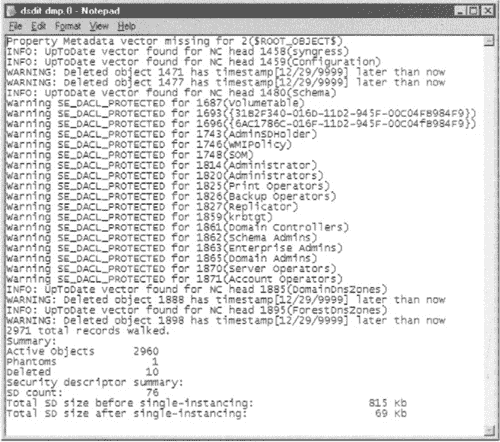 dsdit dmp.0 - Notepad
File Edit Format View Help
Property Metadata vector missing for 2($ROOT_OBJECT$)
INFO: UpToDate vector found for NC head 1458(syngress)
INFO: UpToDate vector found for NC head 1459(Configuration)
WARNING: Deleted object 1471 has timestamp[12/29/9999] later than now
WARNING: Deleted object 1477 has timestamp[12/29/9999] later than now
INFO: UpToDate vector found for NC head 1480(Schema)
Warning SE_DACL_PROTECTED for 1687(VolumeTable)
Warning SE_DACL_PROTECTED for 1693({31B2F340-016D-11D2-945F-00C04FB984F9})
Warning SE_DACL_PROTECTED for 1696({6AC1786C-016F-11D2-945F-00C04fB984F9})
Warning SE_DACL_PROTECTED for 1743(AdminSDHolder)
Warning SE_DACL_PROTECTED for 1746(WMIPolicy)
Warning SE_DACL_PROTECTED for 1748(SOM)
Warning SE_DACL_PROTECTED for 1814(Administrator)
Warning SE_DACL_PROTECTED for 1820(Administrators)
Warning SE_DACL_PROTECTED for 1825(Print Operators)
Warning SE_DACL_PROTECTED for 1826(Backup Operators)
Warning SE_DACL_PROTECTED for 1827(Replicator)
Warning SE_DACL_PROTECTED for 1859(krbtgt)
Warning SE_DACL_PROTECTED for 1861(Domain Controllers)
Warning SE_DACL_PROTECTED for 1862(Schema Admins)
Warning SE_DACL_PROTECTED for 1863(Enterprise Admins)
Warning SE_DACL_PROTECTED for 1865(Domain Admins)
Warning SE_DACL_PROTECTED for 1870(Server Operators)
Warning SE_DACL_PROTECTED for 1871(Account Operators)
INFO: UpToDate vector found for NC head 1885(DomainDnsZones)
WARNING: Deleted object 1888 has timestamp[12/29/9999] later than now
INFO: UpToDate vector found for NC head 1895(ForestDnsZones)
WARNING: Deleted object 1898 has timestamp[12/29/9999] later than now
2971 total records walked.
Summary:
Active Objects 2960
Phantoms 1
Deleted 10
Security descriptor summary:
SD count: 76
Total SD size before single-instancing: 815 Kb
Total SD size after single-instancing: 69 Kb